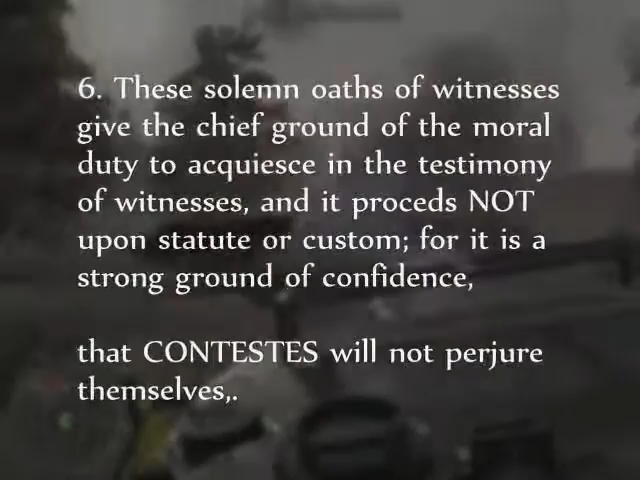 6. These solemn oaths of witnesses
give the chief ground of the moral
duty to acquiesce in the testimony
of witnesses, and it proceds NOT
upon statute or custom; for it is a
strong ground of confidence,
that CONTESTES will not perjure
themselves,.